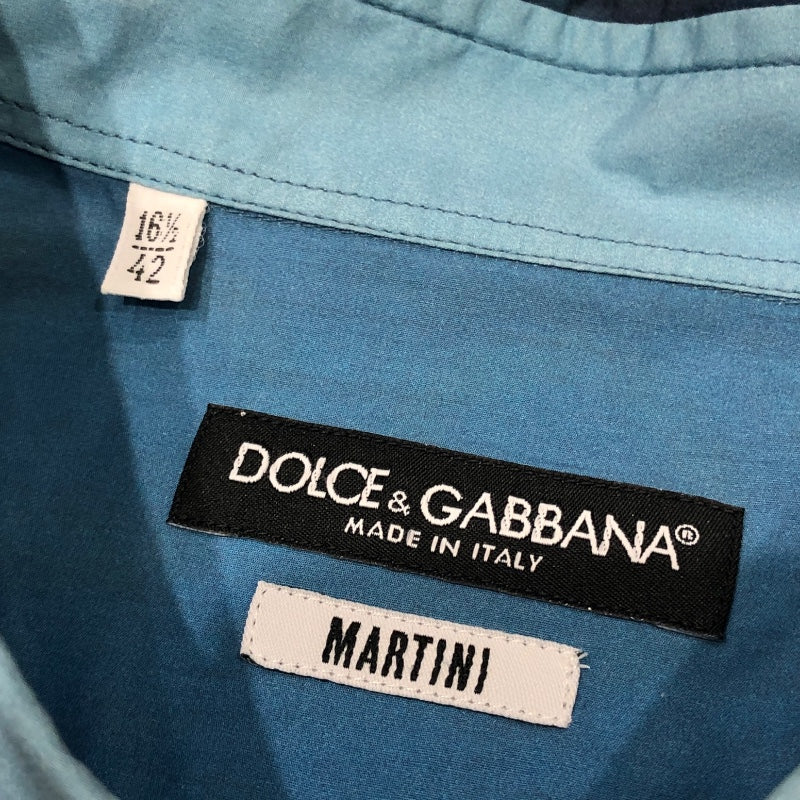 16½
42
DOLCE & GABBANA®
MADE IN ITALY
MARTINI